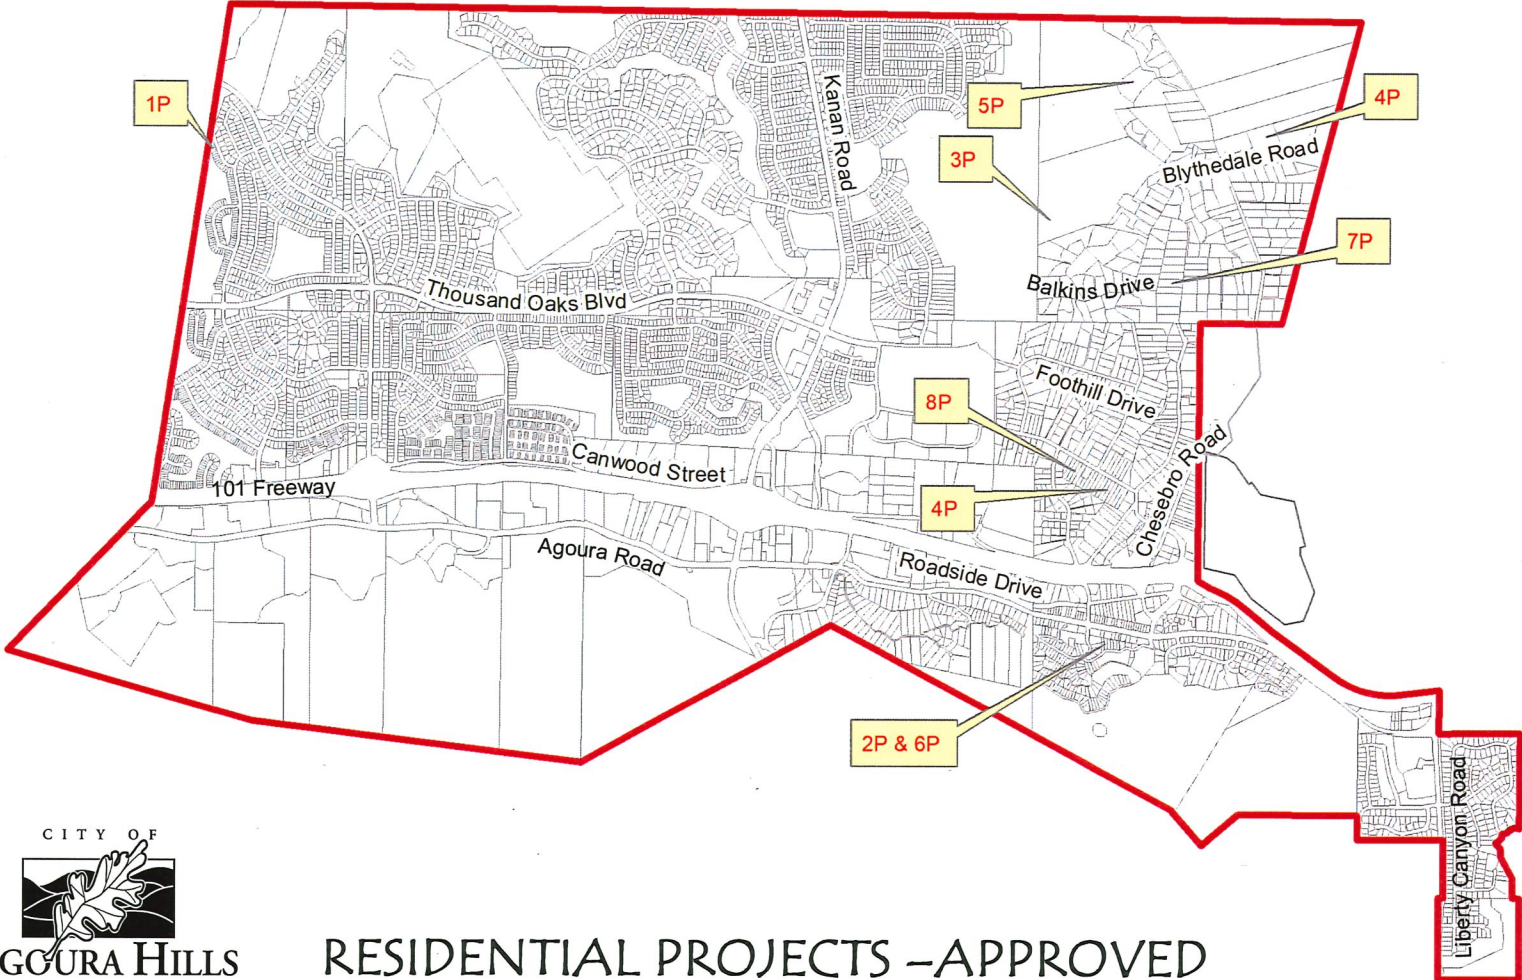 1P
Kanan Road
5P
4P
3P
Blythedale Road
7P
Balkins Drive
Thousand Oaks Blvd
8P
Foothill Drive
Chesebro Road
Canwood Street
101 Freeway
4P
Agoura Road
Roadside Drive
2P & 6P
Liberty Canyon Road
CITY OF
GOURA HILLS
RESIDENTIAL PROJECTS –APPROVED